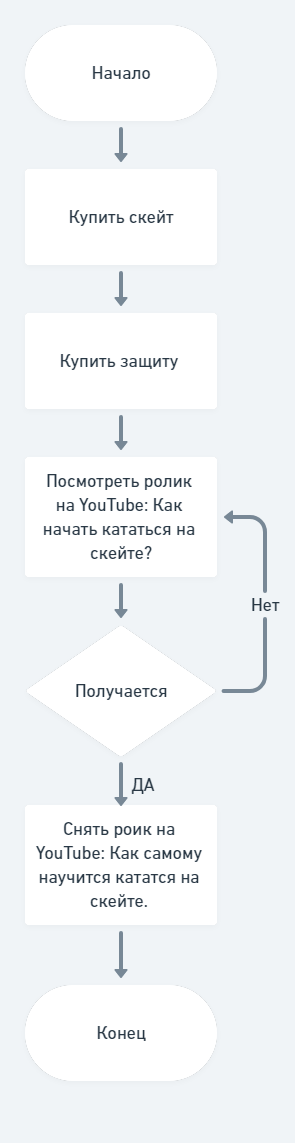 Начало
Купить скейт
Купить защиту
Посмотреть ролик
на YouTube: Как
начать кататься на
скейте?
Нет
Получается
ДА
Снять роик на
YouTube: Как самому
научится кататся на
скейте.
Конец